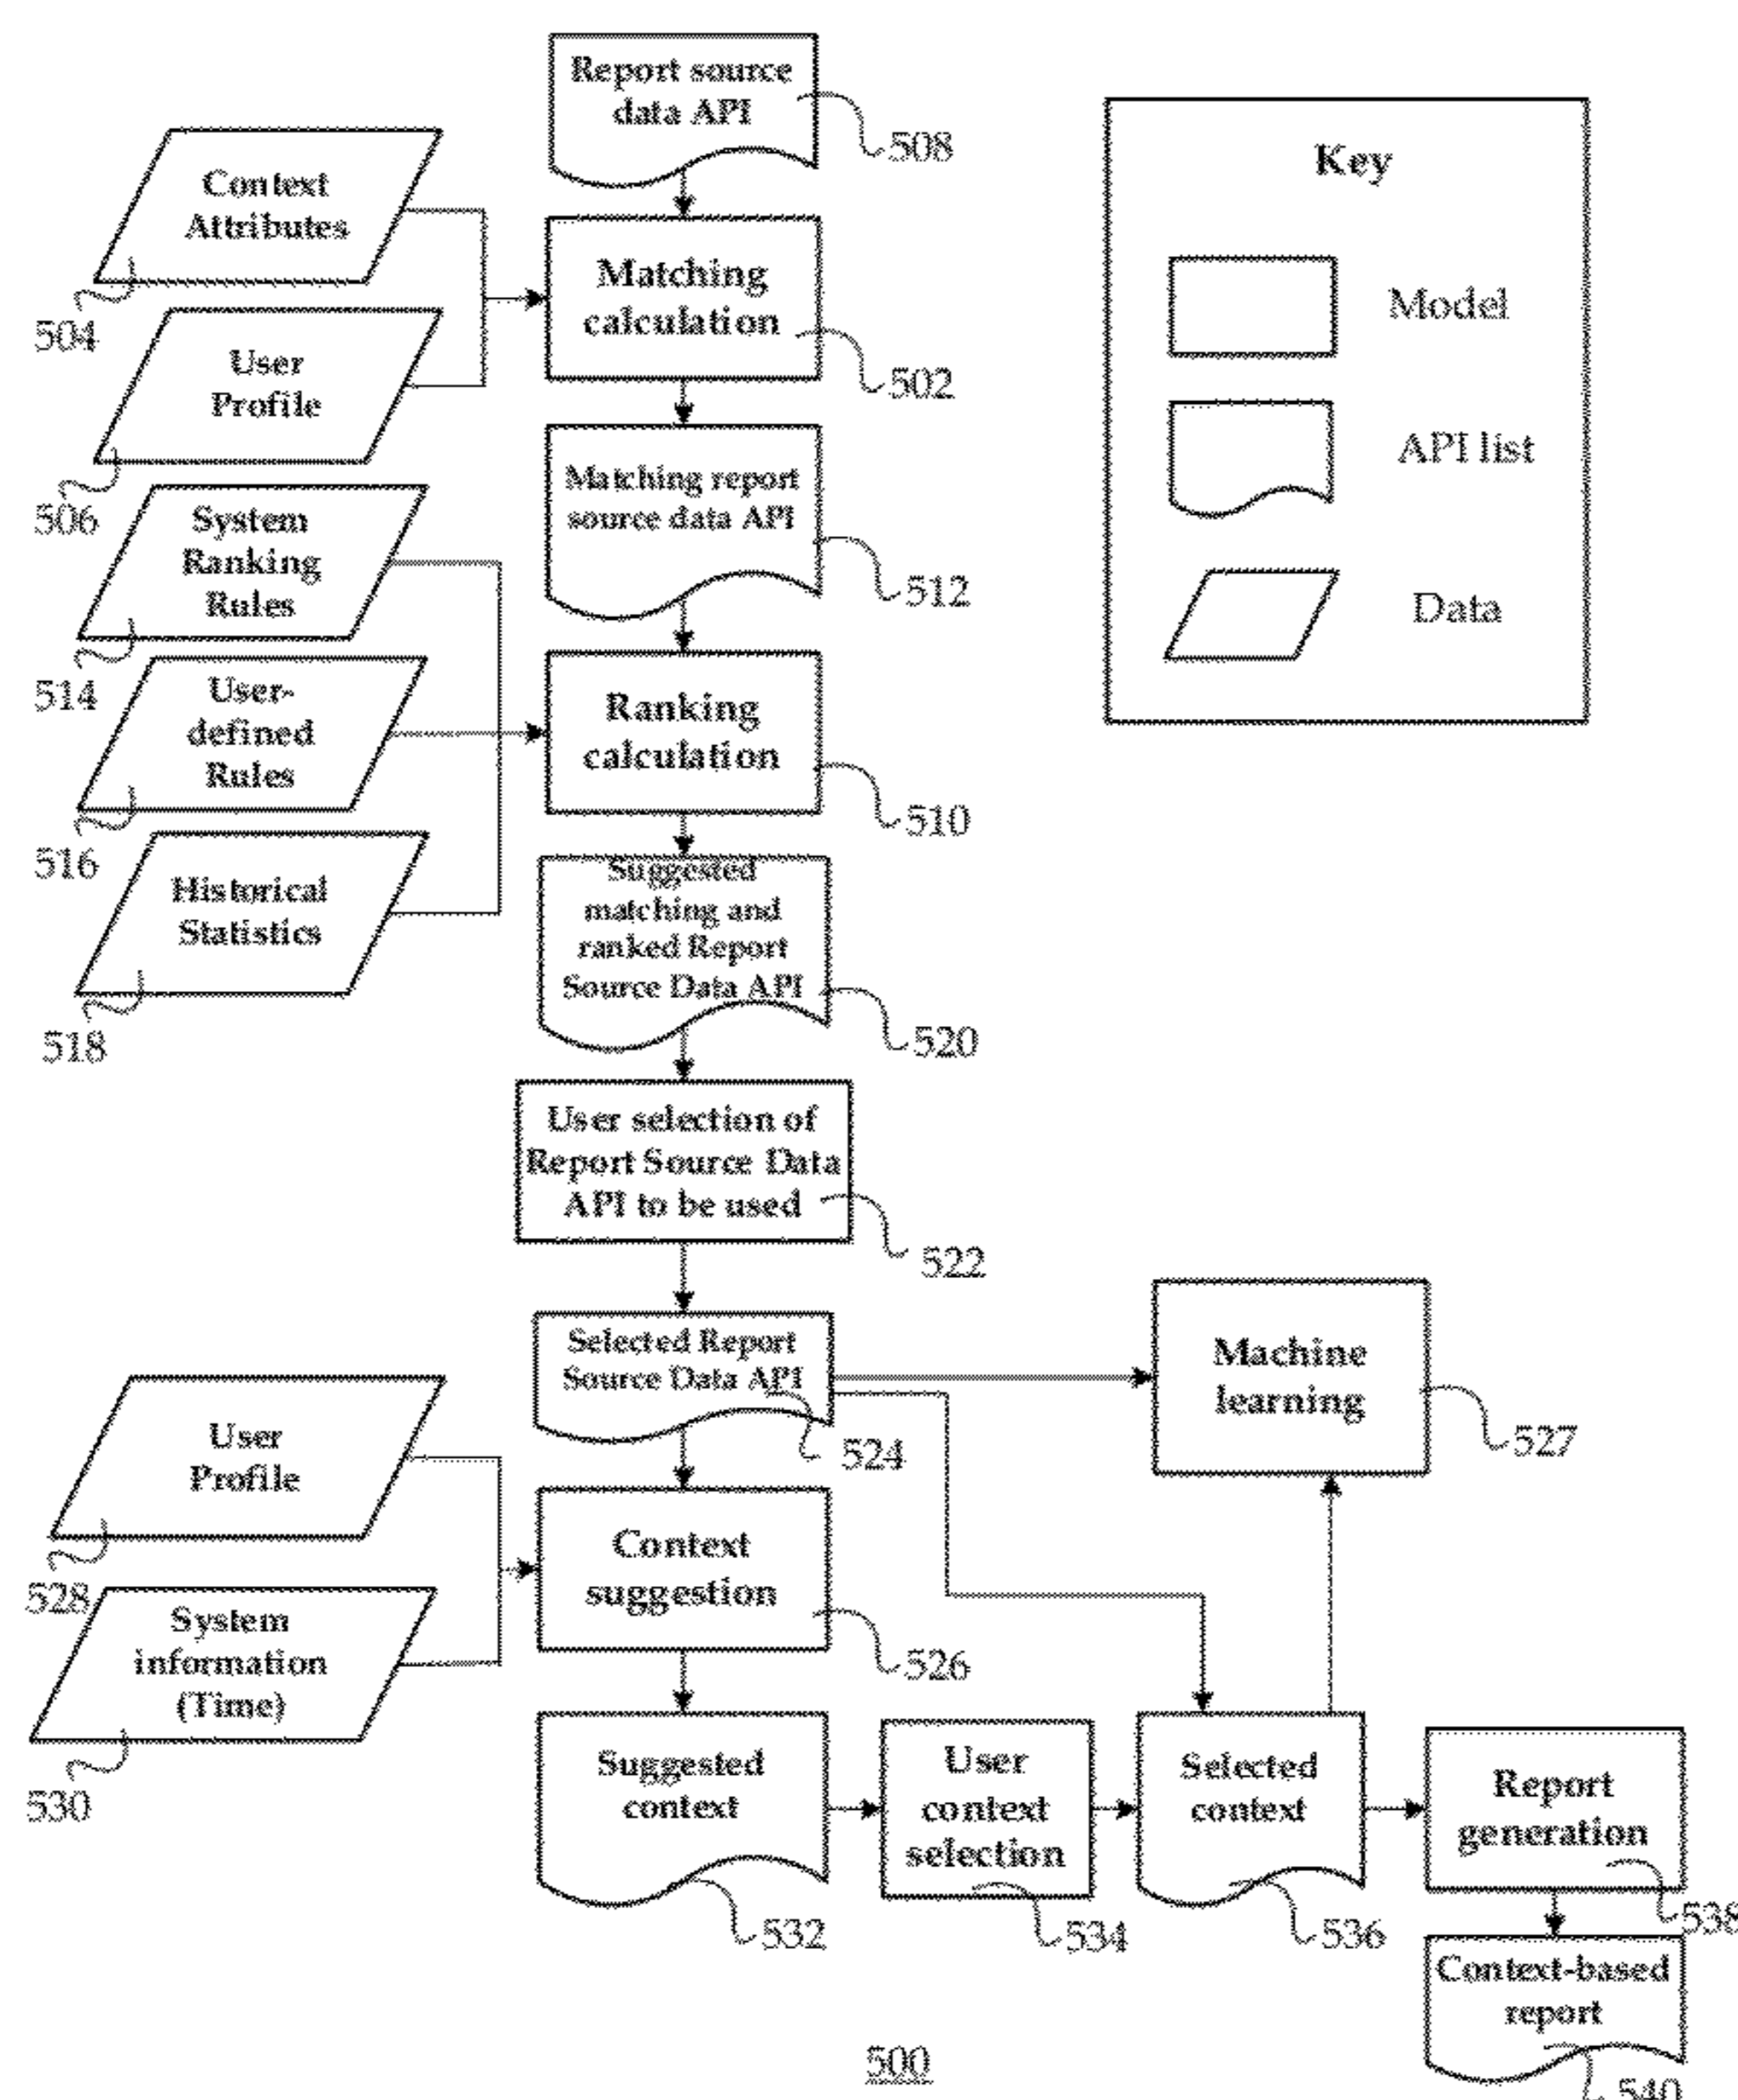 Report source
data API
508
Context
Attributes
504
Matching
calculation
502
User
Profile
506
Matching report
source data API
512
System
Ranking
Rules
514
User-
defined
Rules
516
Ranking
calculation
510
Historical
Statistics
518
Suggested
matching and
ranked Report
Source Data API
520
User selection of
Report Source Data
API to be used
522
Selected Report
Source Data API
524
Machine
learning
527
User
Profile
528
Context
suggestion
526
System
information
(Time)
530
Suggested
context
532
User
context
selection
534
Selected
context
536
Report
generation
538
Context-based
report
540
500
Key
Model
API list
Data